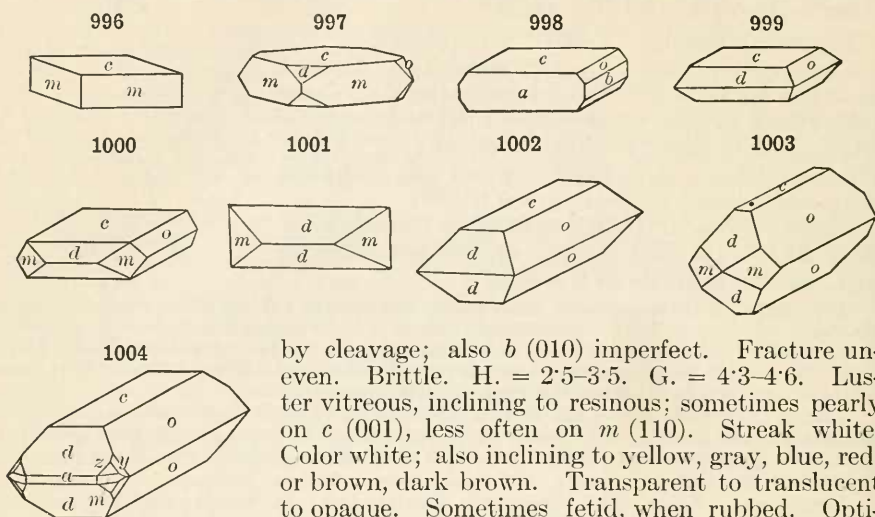 996 997 998 999
c m m
c d m m o
c o a b
c d o
1000 1001 1002 1003
c d m m o
d d m m
c d d o o
c d m m d o o
1004
c o o d d a z y m
by cleavage; also b (010) imperfect. Fracture un-
even. Brittle. H. = 2·5–3·5. G. = 4·3–4·6. Lus-
ter vitreous, inclining to resinous; sometimes pearly
on c (001), less often on m (110). Streak white
Color white; also inclining to yellow, gray, blue, red
or brown, dark brown. Transparent to translucent
to opaque. Sometimes fetid, when rubbed. Opti-